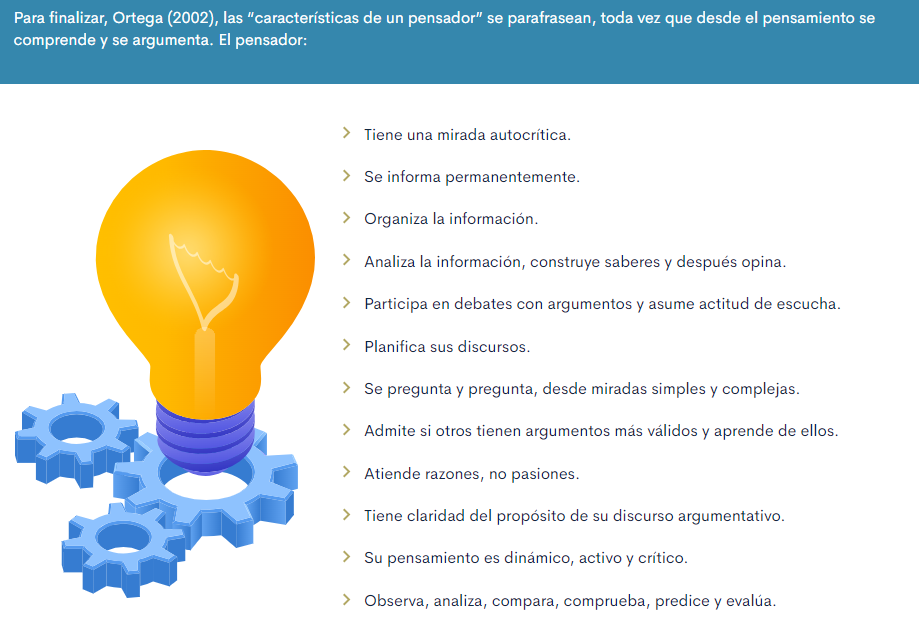 Para finalizar, Ortega (2002), las “características de un pensador” se parafrasean, toda vez que desde el pensamiento se
comprende y se argumenta. El pensador:
Tiene una mirada autocrítica.
Se informa permanentemente.
Organiza la información.
Analiza la información, construye saberes y después opina.
Participa en debates con argumentos y asume actitud de escucha.
Planifica sus discursos.
Se pregunta y pregunta, desde miradas simples y complejas.
Admite si otros tienen argumentos más válidos y aprende de ellos.
Atiende razones, no pasiones.
Tiene claridad del propósito de su discurso argumentativo.
Su pensamiento es dinámico, activo y crítico.
Observa, analiza, compara, comprueba, predice y evalúa.